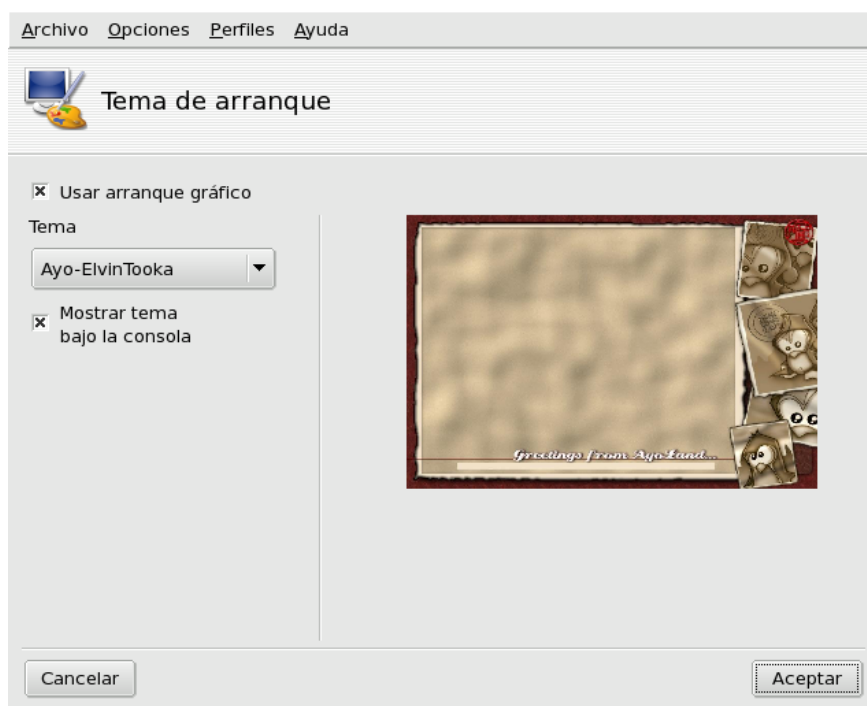 Archivo Opciones Perfiles Ayuda
Tema de arranque
Usar arranque gráfico
Tema
Ayo-ElvinTooka
Mostrar tema
bajo la consola
Greetings from AyoLand...
Cancelar
Aceptar